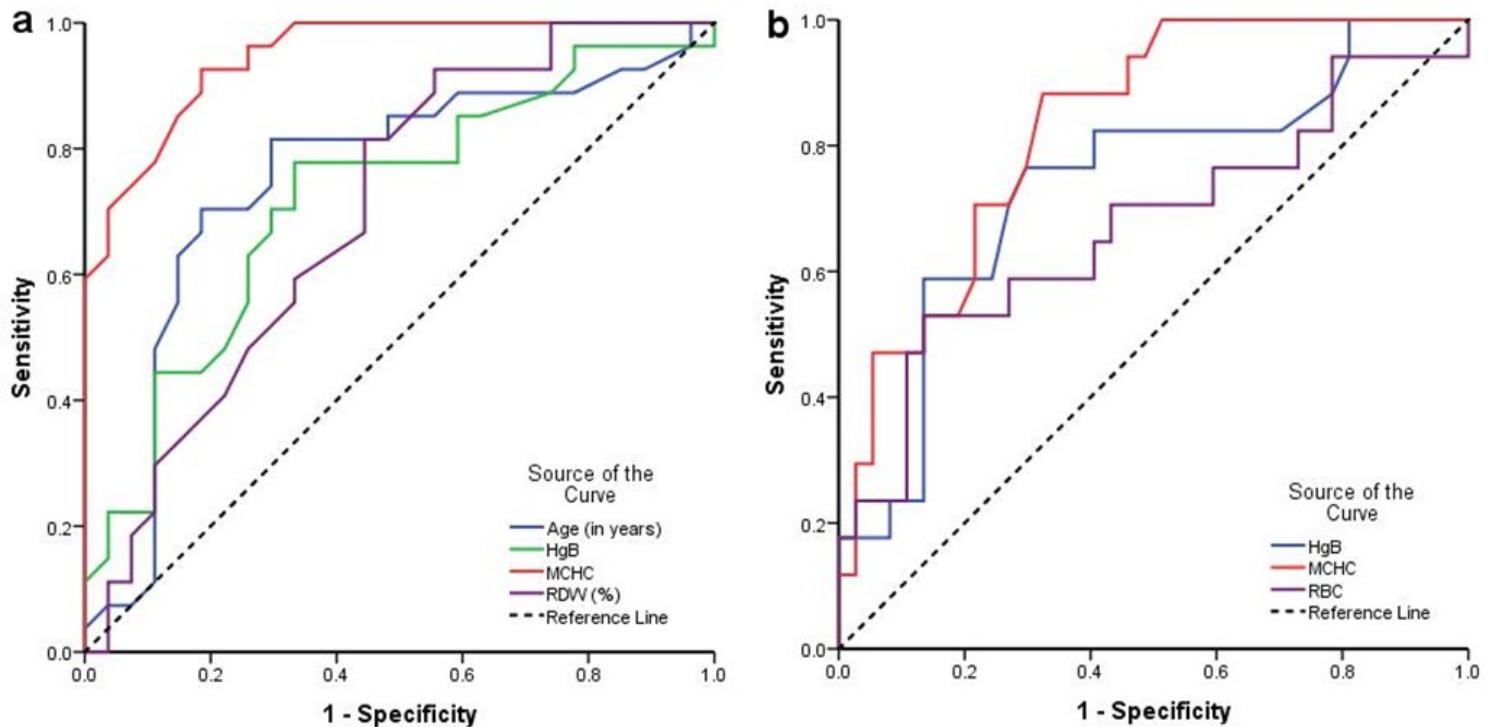 a
1.0
0.8
0.6
0.4
0.2
0.0
Sensitivity
Source of the
Curve
Age (in years)
HgB
MCHC
RDW (%)
Reference Line
0.0 0.2 0.4 0.6 0.8 1.0
1 - Specificity
b
1.0
0.8
0.6
0.4
0.2
0.0
Sensitivity
Source of the
Curve
HgB
MCHC
RBC
Reference Line
0.0 0.2 0.4 0.6 0.8 1.0
1 - Specificity